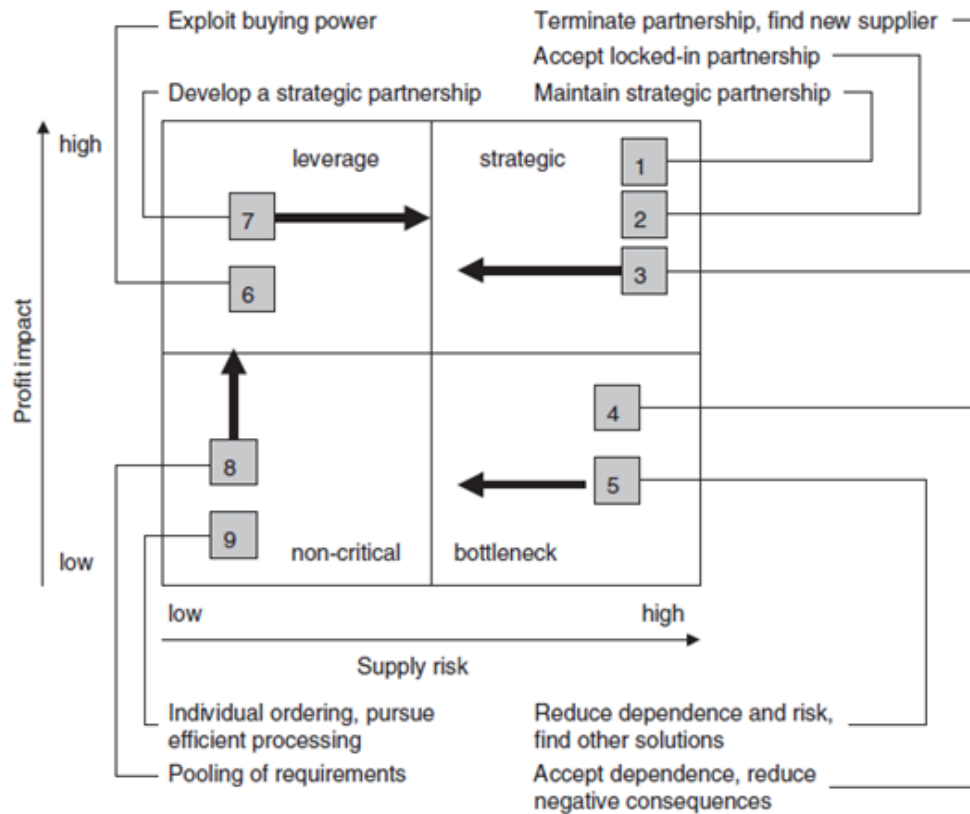 Exploit buying power
Terminate partnership, find new supplier
Accept locked-in partnership
Develop a strategic partnership
Maintain strategic partnership
high
leverage
strategic
1
7
2
3
6
Profit impact
4
8
5
9
low
non-critical
bottleneck
low
high
Supply risk
Individual ordering, pursue
efficient processing
Reduce dependence and risk,
find other solutions
Pooling of requirements
Accept dependence, reduce
negative consequences